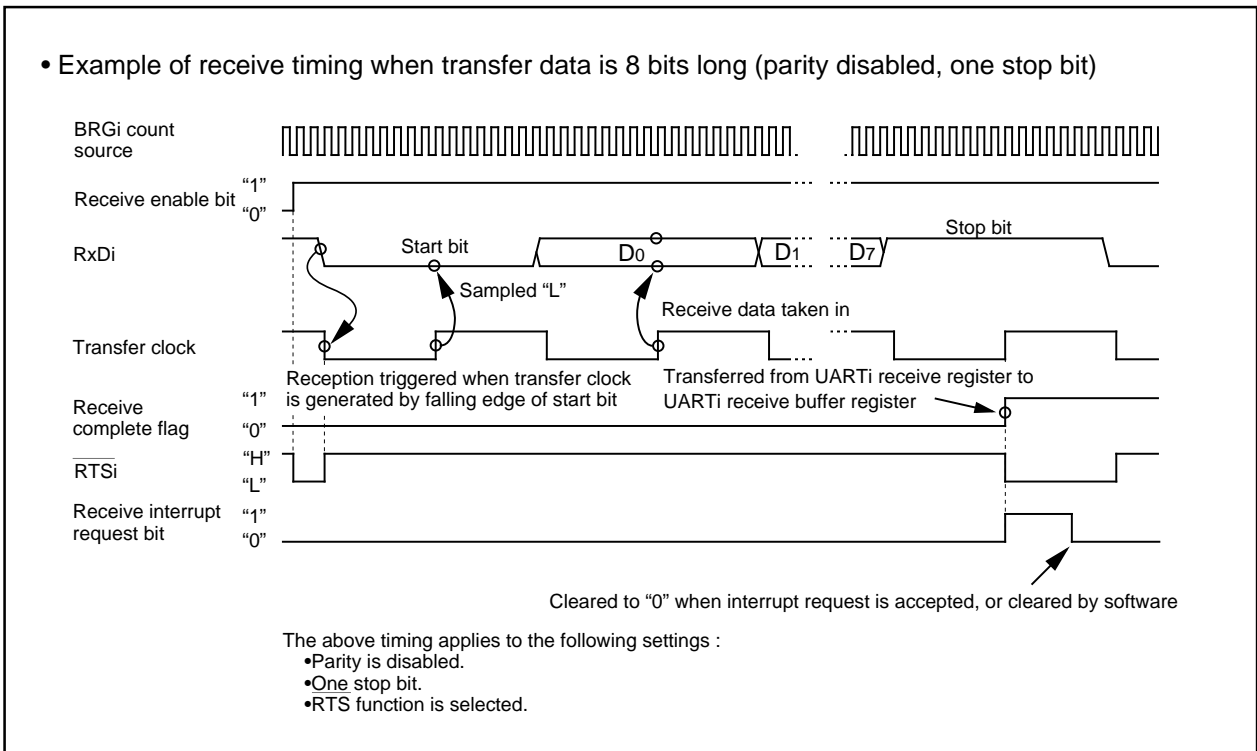 • Example of receive timing when transfer data is 8 bits long (parity disabled, one stop bit)
BRGi count
source
Receive enable bit
“1”
“0”
RxDi
Start bit
D0
D1
D7
Stop bit
Sampled “L”
Receive data taken in
Transfer clock
Reception triggered when transfer clock
is generated by falling edge of start bit
Transferred from UARTi receive register to
UARTi receive buffer register
Receive
complete flag
“1”
“0”
RTSi
“H”
“L”
Receive interrupt
request bit
“1”
“0”
Cleared to “0” when interrupt request is accepted, or cleared by software
The above timing applies to the following settings :
•Parity is disabled.
•One stop bit.
•RTS function is selected.